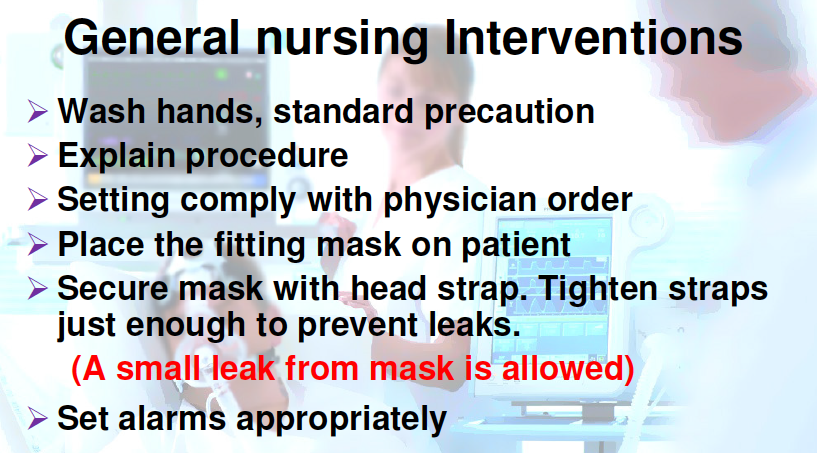 General nursing Interventions
➢ Wash hands, standard precaution
➢ Explain procedure
➢ Setting comply with physician order
➢ Place the fitting mask on patient
➢ Secure mask with head strap. Tighten straps
just enough to prevent leaks.
(A small leak from mask is allowed)
➢ Set alarms appropriately